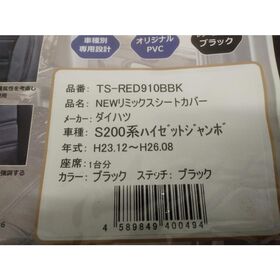 車種別
専用設計
オリジナル
PVC
ブラック
品番: TS-RED910BBK
品名: NEWリミックスシートカバー
メーカー: ダイハツ
車種: S200系ハイゼットジャンボ
年式: H23.12～H26.08
座席: 1台分
カラー: ブラック ステッチ: ブラック
4 589849 400494